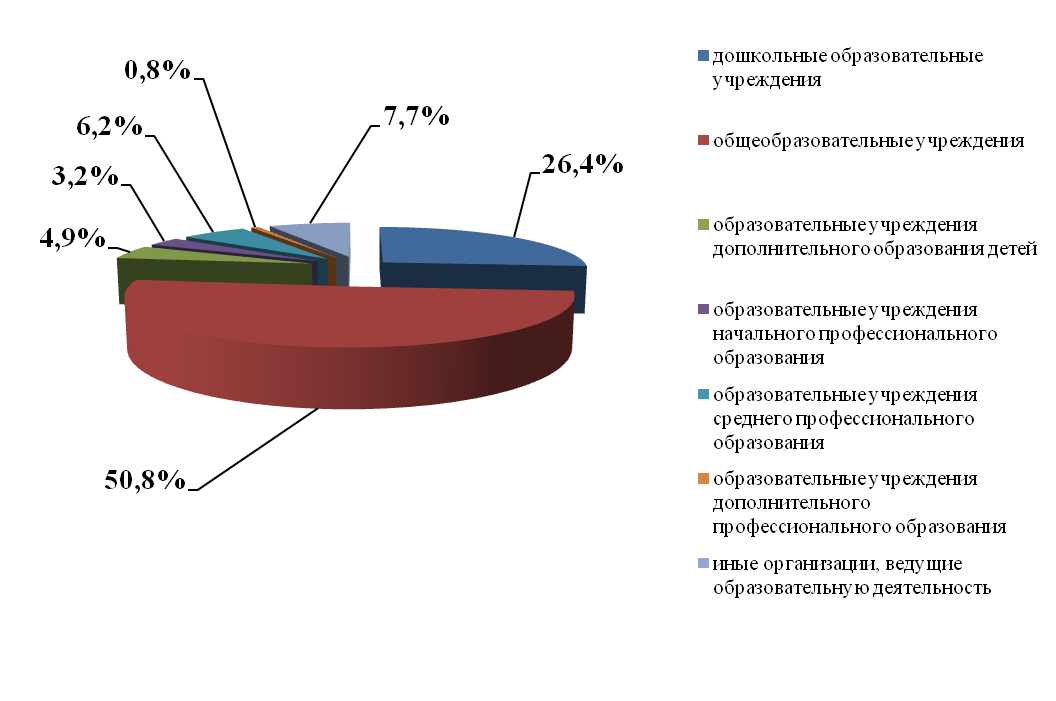 0,8%
7,7%
6,2%
26,4%
3,2%
4,9%
50,8%
дошкольные образовательные
учреждения
общеобразовательные учреждения
образовательные учреждения
дополнительного образования детей
образовательные учреждения
начального профессионального
образования
образовательные учреждения
среднего профессионального
образования
образовательные учреждения
дополнительного
профессионального образования
иные организации, ведущие
образовательную деятельность